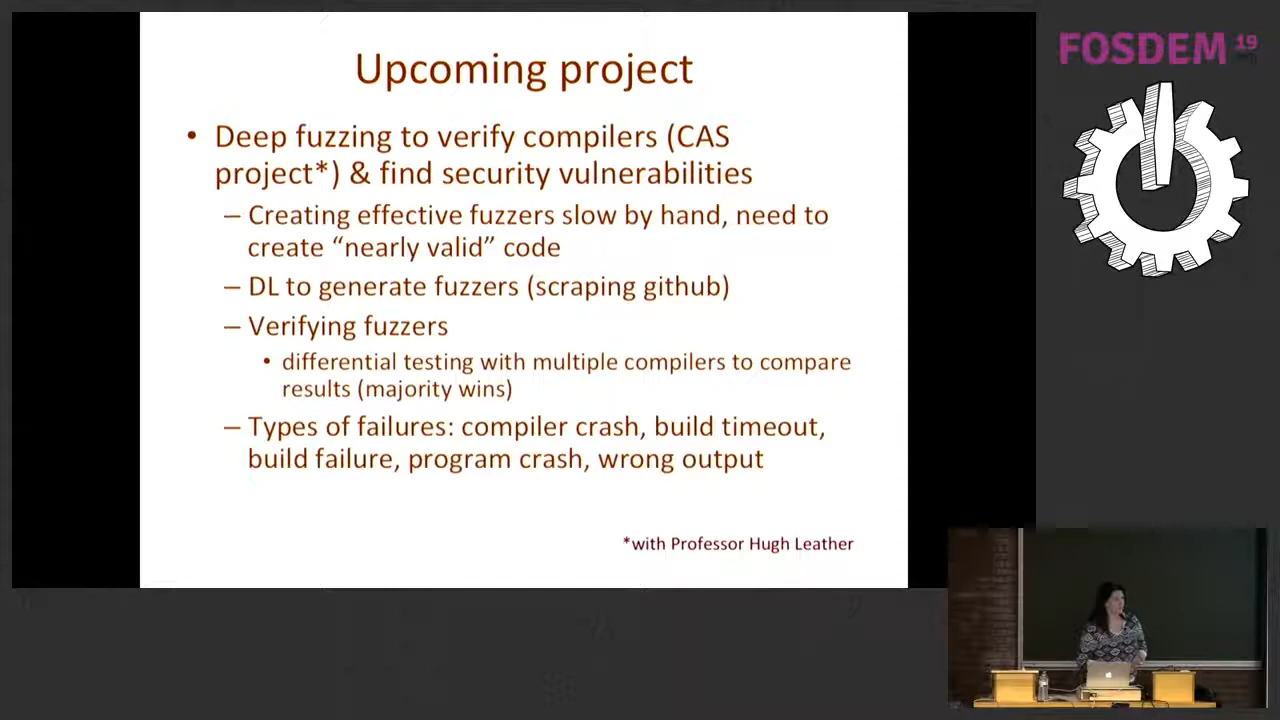 Upcoming project
• Deep fuzzing to verify compilers (CAS
project*) & find security vulnerabilities
– Creating effective fuzzers slow by hand, need to
create “nearly valid” code
– DL to generate fuzzers (scraping github)
– Verifying fuzzers
• differential testing with multiple compilers to compare
results (majority wins)
– Types of failures: compiler crash, build timeout,
build failure, program crash, wrong output
*with Professor Hugh Leather
FOSDEM 19